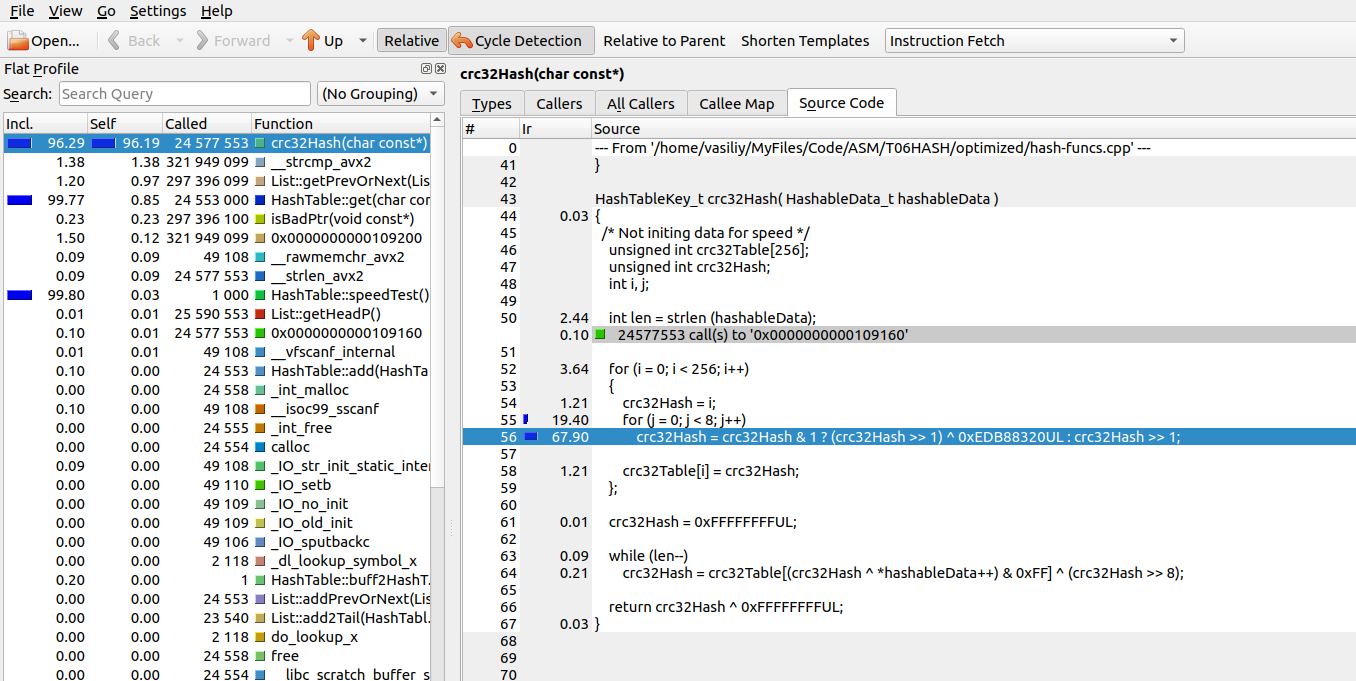 File View Go Settings Help
Open... Back Forward Up Relative Cycle Detection Relative to Parent Shorten Templates Instruction Fetch
Flat Profile
Search: Search Query (No Grouping)
Incl. Self Called Function
96.29 96.19 24 577 553 crc32Hash(char const*)
1.38 1.38 321 949 099 __strcmp_avx2
1.20 0.97 297 396 099 List::getPrevOrNext(Lis
99.77 0.85 24 553 000 HashTable::get(char cor
0.23 0.23 297 396 100 isBadPtr(void const*)
1.50 0.12 321 949 099 0x0000000000109200
0.09 0.09 49 108 __rawmemchr_avx2
0.09 0.09 24 577 553 __strlen_avx2
99.80 0.03 1 000 HashTable::speedTest()
0.01 0.01 25 590 553 List::getHeadP()
0.10 0.01 24 577 553 0x0000000000109160
0.01 0.01 49 108 __vfscanf_internal
0.10 0.00 24 553 HashTable::add(HashTa
0.00 0.00 24 558 _int_malloc
0.10 0.00 49 108 __isoc99_sscanf
0.00 0.00 24 555 _int_free
0.00 0.00 24 554 calloc
0.09 0.00 49 108 _IO_str_init_static_inter
0.00 0.00 49 110 _IO_setb
0.00 0.00 49 109 _IO_no_init
0.00 0.00 49 109 _IO_old_init
0.00 0.00 49 106 _IO_sputbackc
0.00 0.00 2 118 _dl_lookup_symbol_x
0.20 0.00 1 HashTable::buff2HashT.
0.00 0.00 24 553 List::addPrevOrNext(Lis
0.00 0.00 23 540 List::add2Tail(HashTabl.
0.00 0.00 2 118 do_lookup_x
0.00 0.00 24 558 free
0.00 0.00 24 554 __libc_scratch_buffer_s
crc32Hash(char const*)
Types Callers All Callers Callee Map Source Code
# Ir Source
0 --- From '/home/vasiliy/MyFiles/Code/ASM/T06HASH/optimized/hash-funcs.cpp' ---
41 }
42
43 HashTableKey_t crc32Hash( HashableData_t hashableData )
44 0.03 {
45 /* Not initing data for speed */
46 unsigned int crc32Table[256];
47 unsigned int crc32Hash;
48 int i, j;
49
50 2.44 int len = strlen (hashableData);
0.10 24577553 call(s) to '0x0000000000109160'
51
52 3.64 for (i = 0; i < 256; i++)
53 {
54 1.21 crc32Hash = i;
55 19.40 for (j = 0; j < 8; j++)
56 67.90 crc32Hash = crc32Hash & 1 ? (crc32Hash >> 1) ^ 0xEDB88320UL : crc32Hash >> 1;
57
58 1.21 crc32Table[i] = crc32Hash;
59 };
60
61 0.01 crc32Hash = 0xFFFFFFFFUL;
62
63 0.09 while (len--)
64 0.21 crc32Hash = crc32Table[(crc32Hash ^ *hashableData++) & 0xFF] ^ (crc32Hash >> 8);
65
66 return crc32Hash ^ 0xFFFFFFFFUL;
67 0.03 }
68
69
70